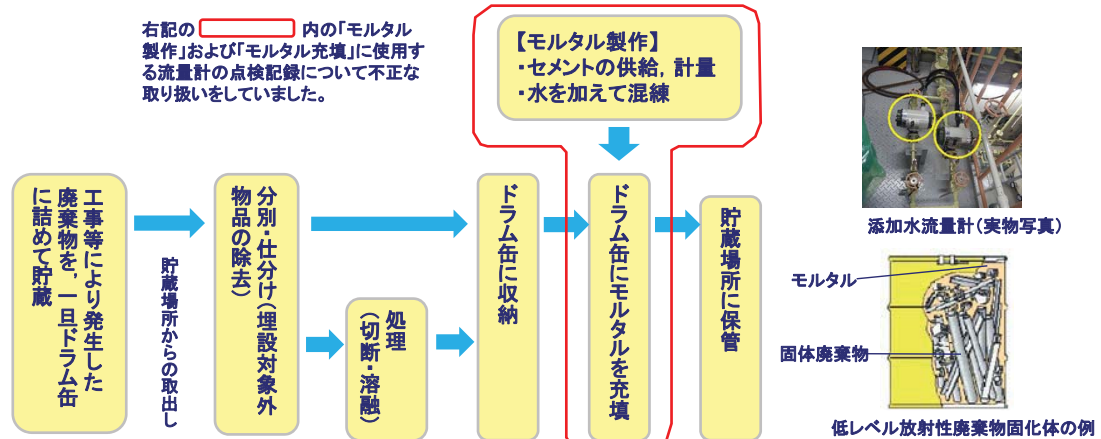 右記の 内の「モルタル
製作」および「モルタル充填」に使用す
る流量計の点検記録について不正な
取り扱いをしていました。
【モルタル製作】
・セメントの供給，計量
・水を加えて混練
工事等により発生した
廃棄物を，一旦ドラム缶
に詰めて貯蔵
貯蔵場所からの取出し
分別・仕分け（埋設対象外
物品の除去）
処理
（切断・溶融）
ドラム缶に収納
ドラム缶にモルタルを充填
貯蔵場所に保管
添加水流量計（実物写真）
モルタル
固体廃棄物
低レベル放射性廃棄物固化体の例